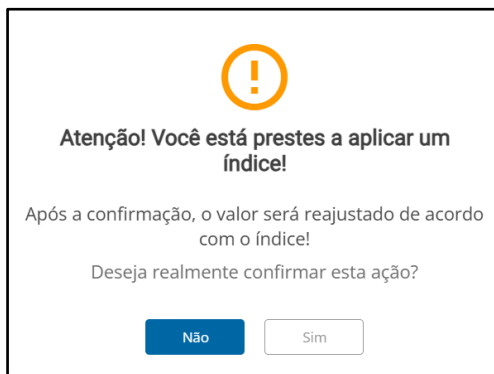 Atenção! Você está prestes a aplicar um
índice!
Após a confirmação, o valor será reajustado de acordo
com o índice!
Deseja realmente confirmar esta ação?
Não
Sim